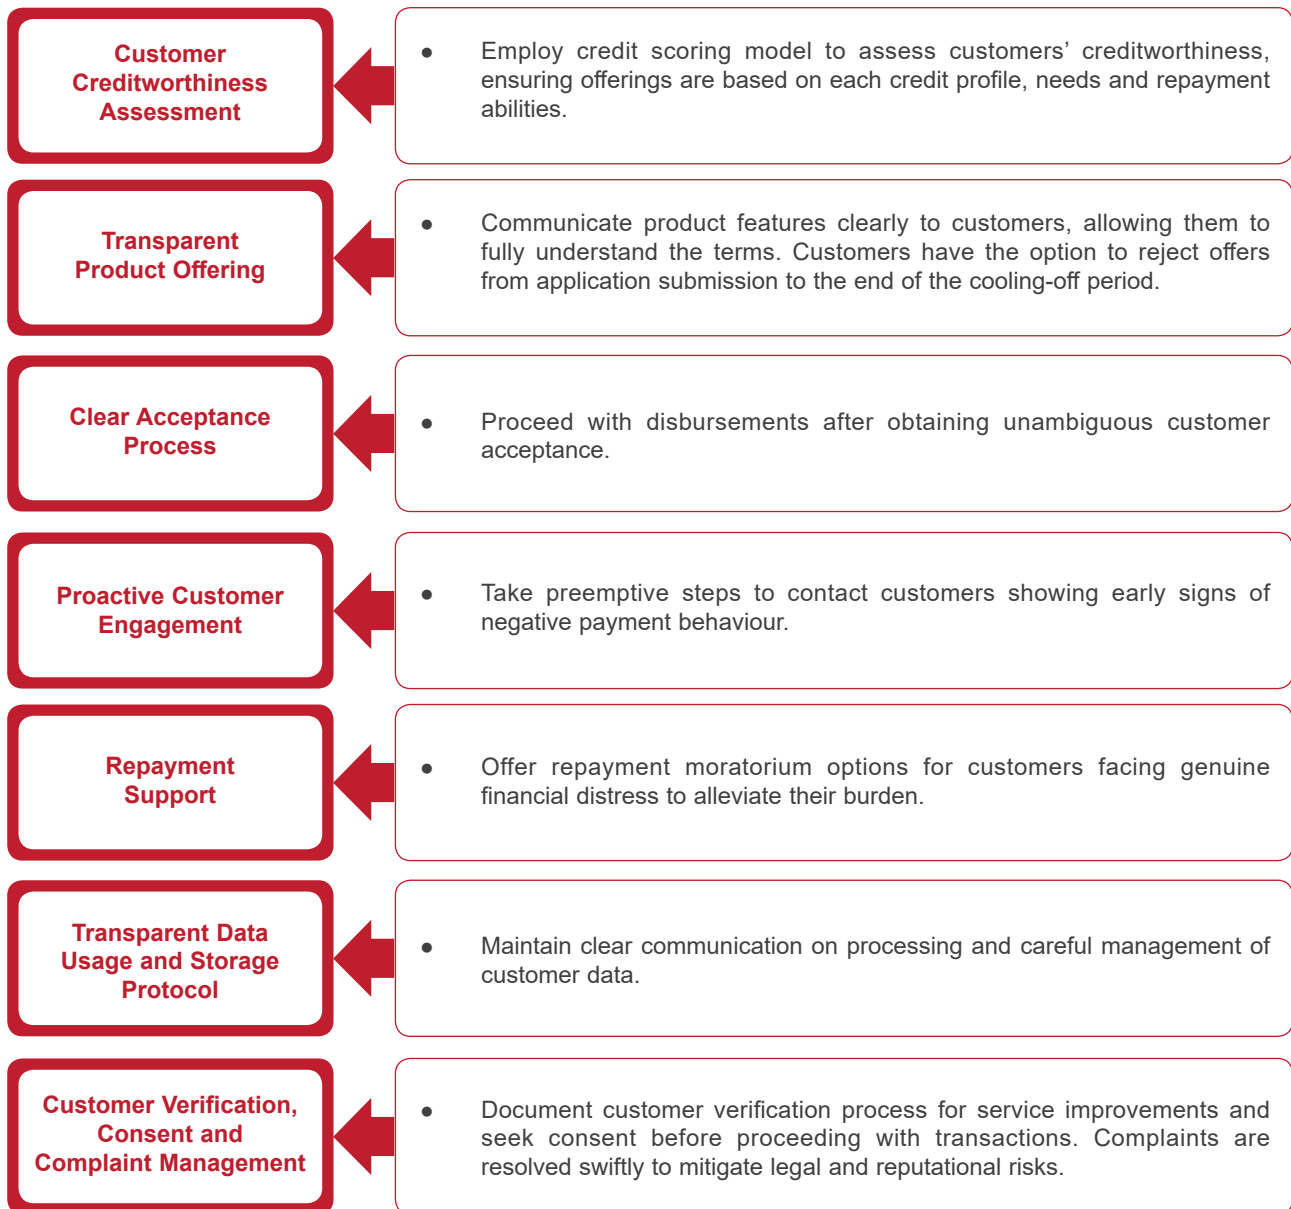 Customer
Creditworthiness
Assessment
● Employ credit scoring model to assess customers’ creditworthiness,
ensuring offerings are based on each credit profile, needs and repayment
abilities.
Transparent
Product Offering
● Communicate product features clearly to customers, allowing them to
fully understand the terms. Customers have the option to reject offers
from application submission to the end of the cooling-off period.
Clear Acceptance
Process
● Proceed with disbursements after obtaining unambiguous customer
acceptance.
Proactive Customer
Engagement
● Take preemptive steps to contact customers showing early signs of
negative payment behaviour.
Repayment
Support
● Offer repayment moratorium options for customers facing genuine
financial distress to alleviate their burden.
Transparent Data
Usage and Storage
Protocol
● Maintain clear communication on processing and careful management of
customer data.
Customer Verification,
Consent and
Complaint Management
● Document customer verification process for service improvements and
seek consent before proceeding with transactions. Complaints are
resolved swiftly to mitigate legal and reputational risks.